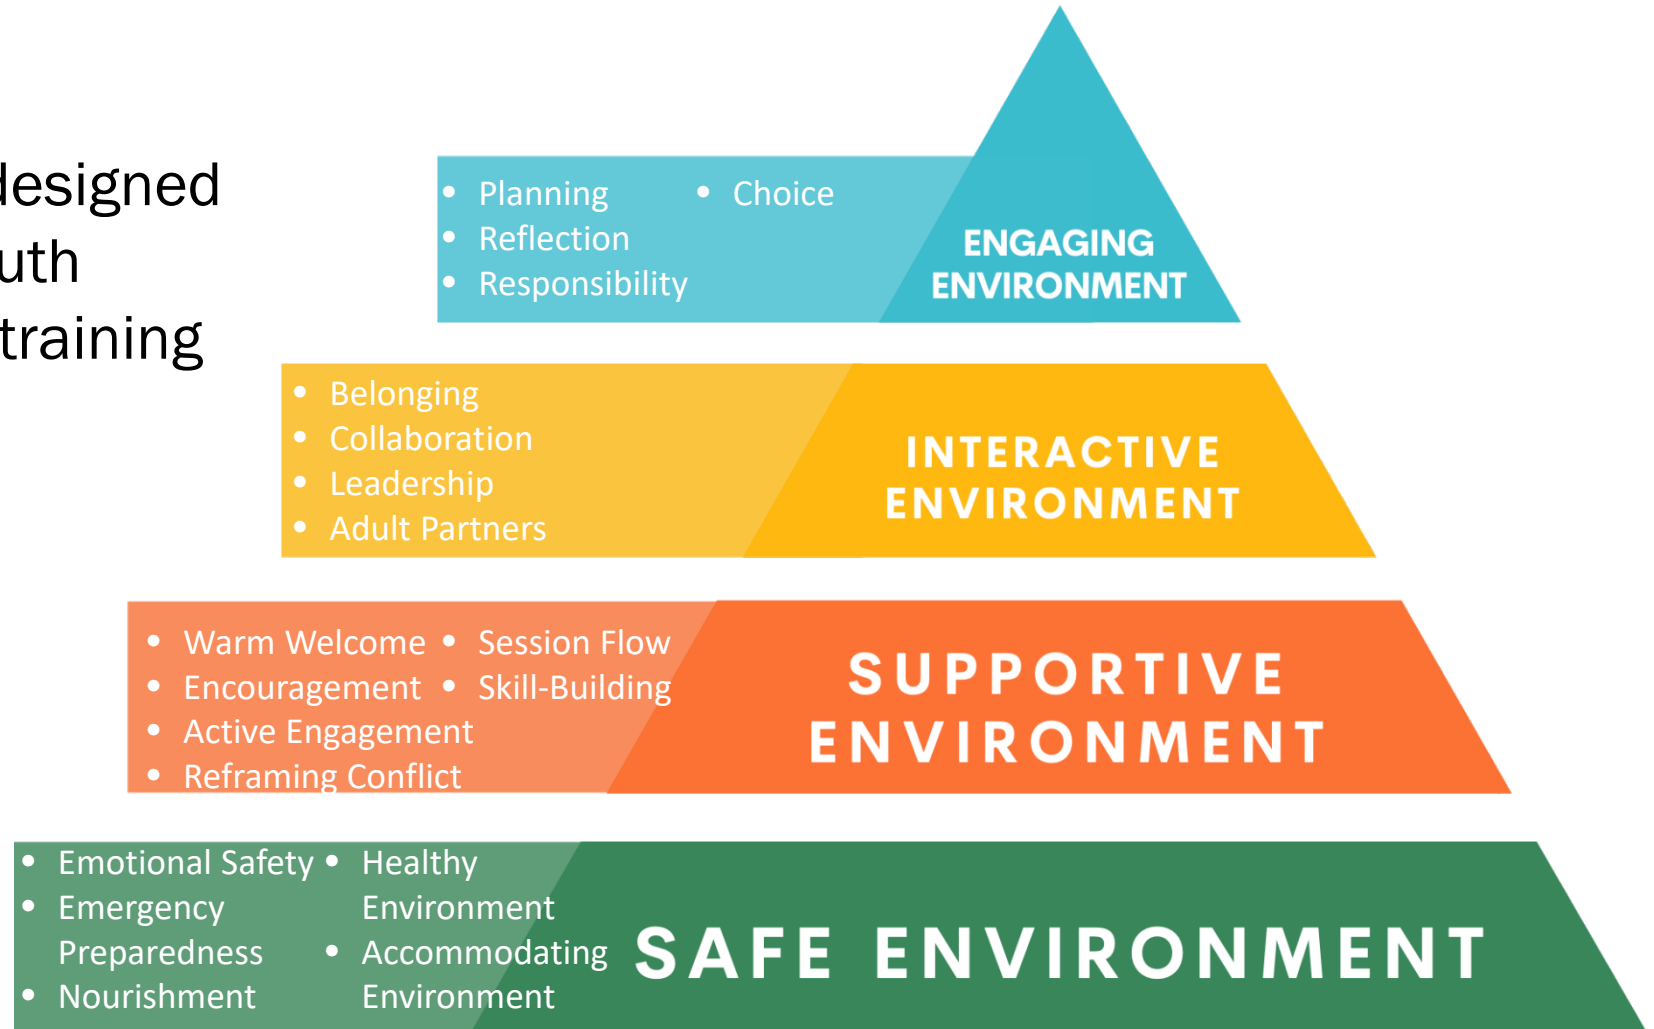 designed
uth
training
• Planning
• Reflection
• Responsibility
• Choice
ENGAGING
ENVIRONMENT
• Belonging
• Collaboration
• Leadership
• Adult Partners
INTERACTIVE
ENVIRONMENT
• Warm Welcome
• Encouragement
• Active Engagement
• Reframing Conflict
• Session Flow
• Skill-Building
SUPPORTIVE
ENVIRONMENT
• Emotional Safety
• Emergency
Preparedness
• Nourishment
• Healthy
Environment
• Accommodating
Environment
SAFE ENVIRONMENT